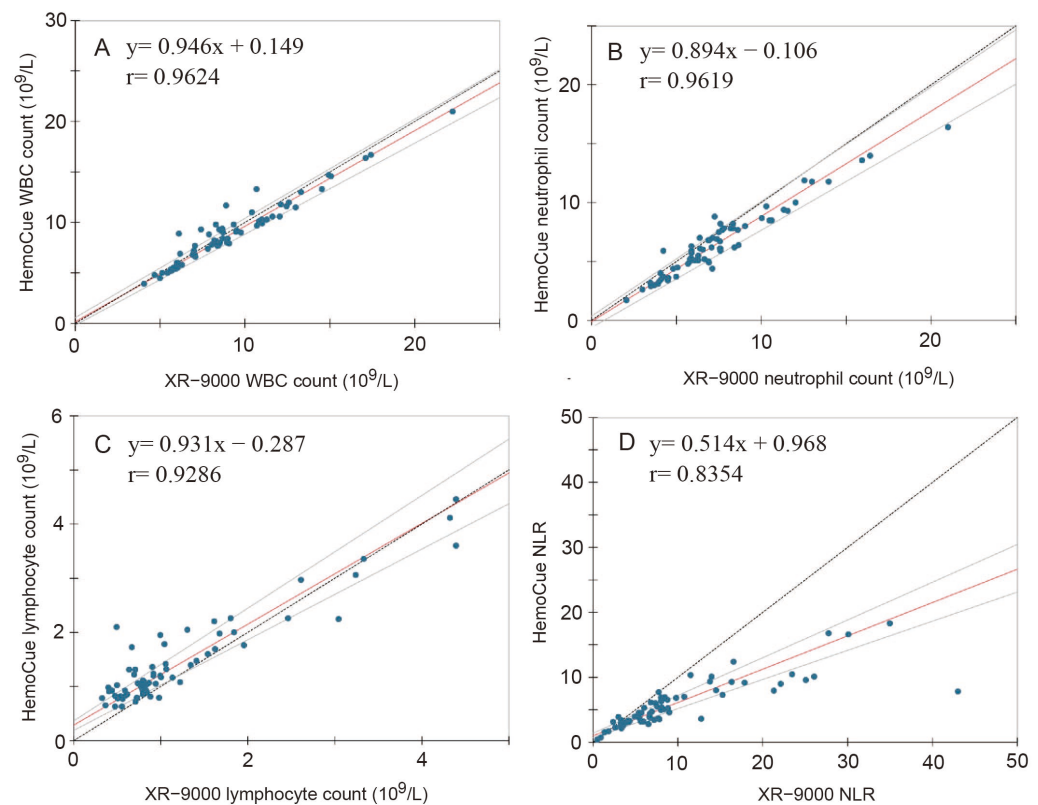 A
y= 0.946x + 0.149
r= 0.9624
HemoCue WBC count (10⁹/L)
30
20
10
0
0
10
20
XR−9000 WBC count (10⁹/L)
B
y= 0.894x − 0.106
r= 0.9619
HemoCue neutrophil count (10⁹/L)
20
10
0
0
10
20
XR−9000 neutrophil count (10⁹/L)
C
y= 0.931x − 0.287
r= 0.9286
HemoCue lymphocyte count (10⁹/L)
6
4
2
0
0
2
4
XR−9000 lymphocyte count (10⁹/L)
D
y= 0.514x + 0.968
r= 0.8354
HemoCue NLR
50
40
30
20
10
0
0
10
20
30
40
50
XR−9000 NLR